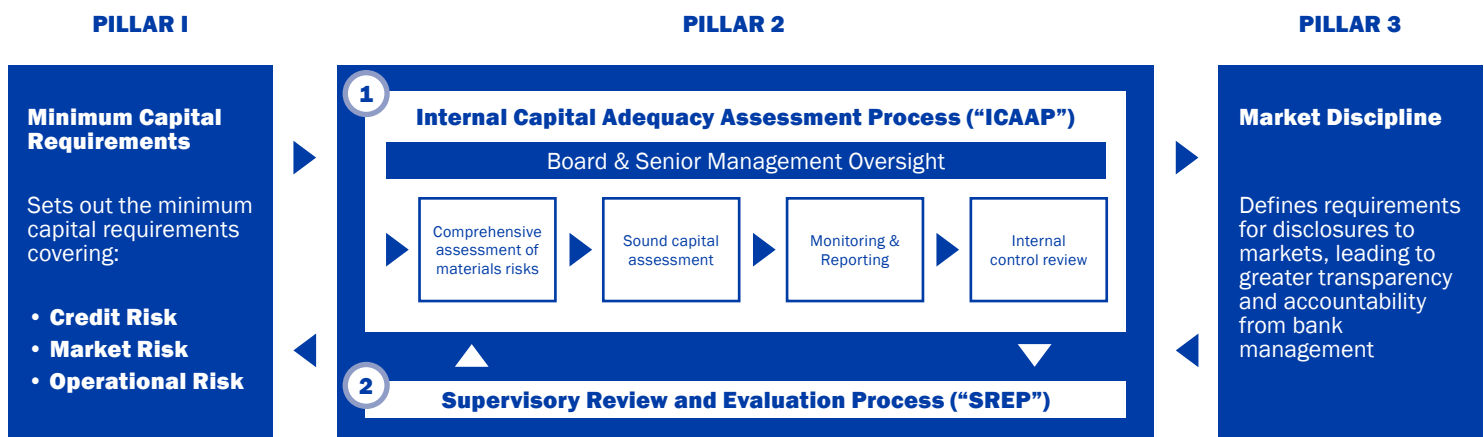 PILLAR I
PILLAR 2
PILLAR 3
Minimum Capital
Requirements
Sets out the minimum
capital requirements
covering:
• Credit Risk
• Market Risk
• Operational Risk
1
Internal Capital Adequacy Assessment Process (“ICAAP”)
Board & Senior Management Oversight
Comprehensive
assessment of
materials risks
Sound capital
assessment
Monitoring &
Reporting
Internal
control review
2
Supervisory Review and Evaluation Process (“SREP”)
Market Discipline
Defines requirements
for disclosures to
markets, leading to
greater transparency
and accountability
from bank
management